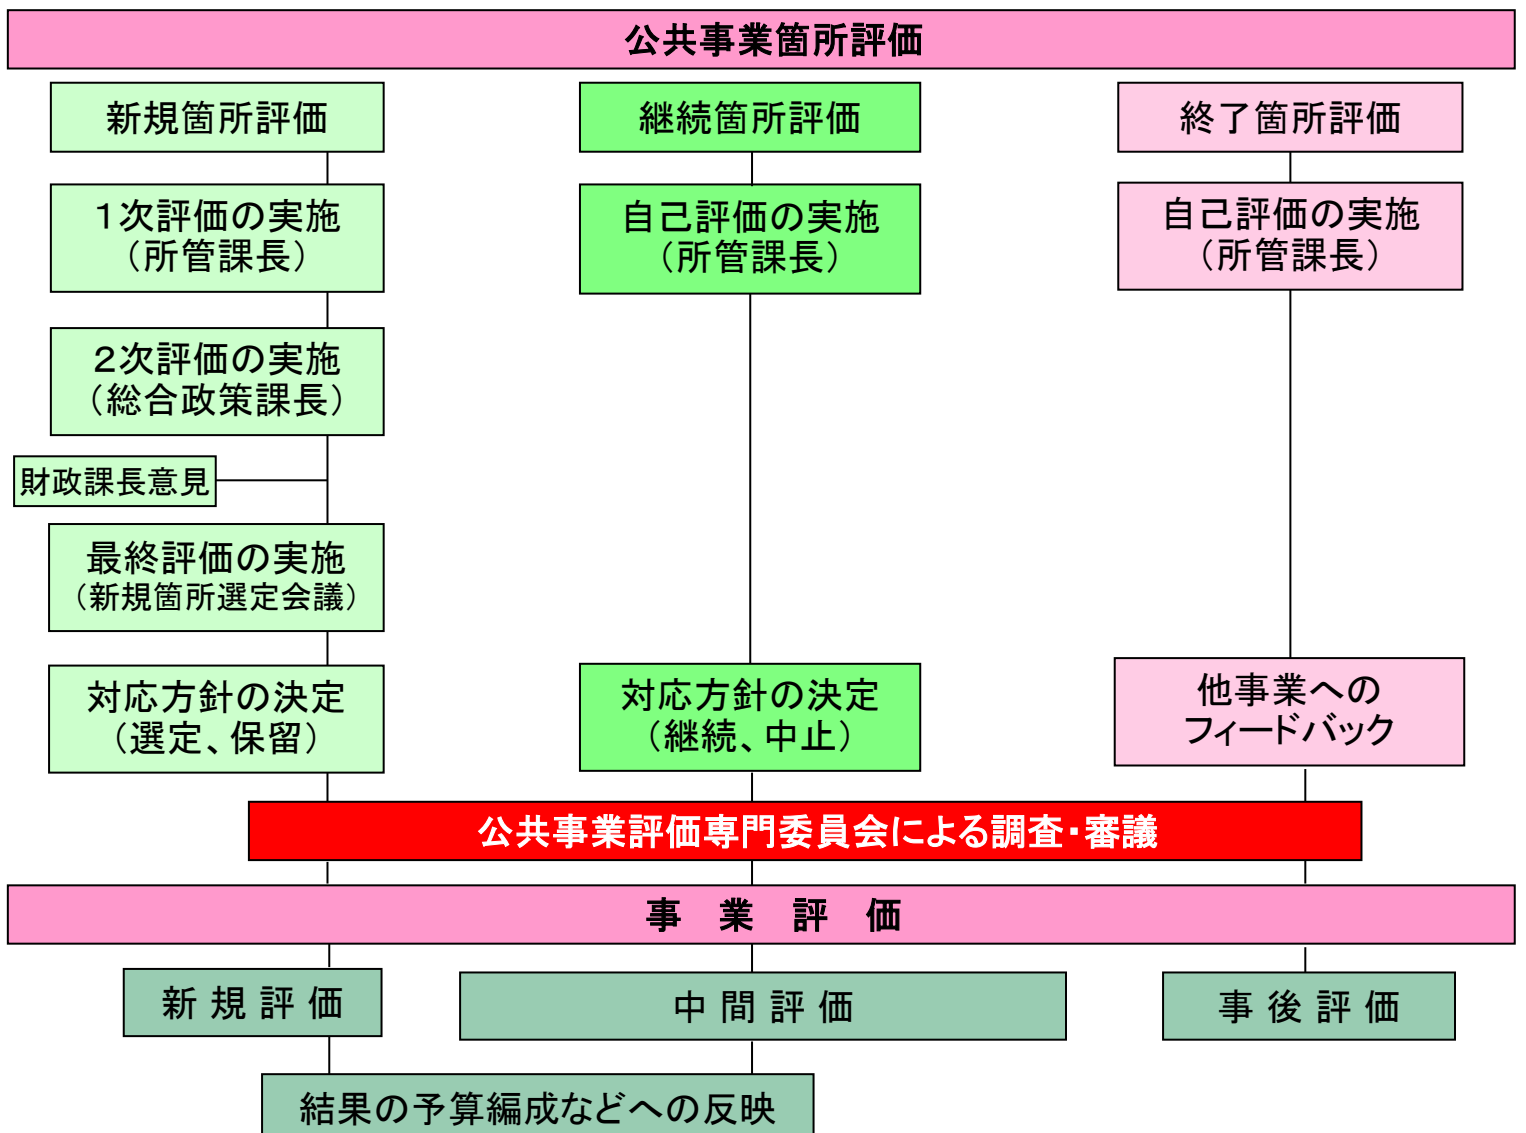 公共事業箇所評価
新規箇所評価
継続箇所評価
終了箇所評価
１次評価の実施
（所管課長）
自己評価の実施
（所管課長）
自己評価の実施
（所管課長）
２次評価の実施
（総合政策課長）
財政課長意見
最終評価の実施
（新規箇所選定会議）
対応方針の決定
（選定、保留）
対応方針の決定
（継続、中止）
他事業への
フィードバック
公共事業評価専門委員会による調査・審議
事　業　評　価
新 規 評 価
中 間 評 価
事 後 評 価
結果の予算編成などへの反映